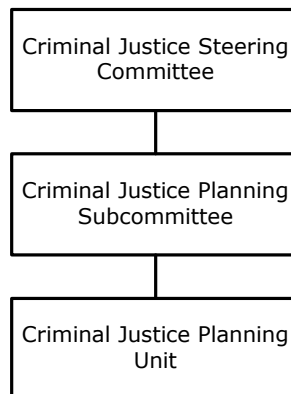 Criminal Justice Steering
Committee
Criminal Justice Planning
Subcommittee
Criminal Justice Planning
Unit